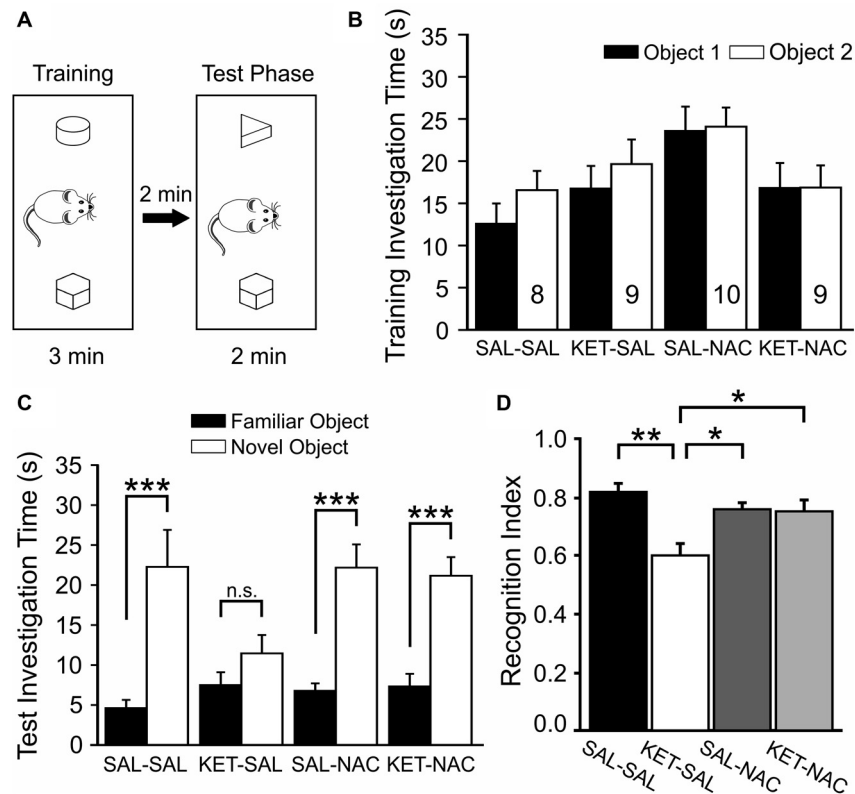 A
Training
Test Phase
2 min
3 min
2 min
B
Training Investigation Time (s)
35
30
25
20
15
10
5
0
Object 1
Object 2
8
9
10
9
SAL-SAL
KET-SAL
SAL-NAC
KET-NAC
C
Familiar Object
Novel Object
Test Investigation Time (s)
35
30
25
20
15
10
5
0
***
n.s.
***
***
SAL-SAL
KET-SAL
SAL-NAC
KET-NAC
D
Recognition Index
1.0
0.8
0.6
0.4
0.2
0.0
**
*
*
SAL-SAL
KET-SAL
SAL-NAC
KET-NAC